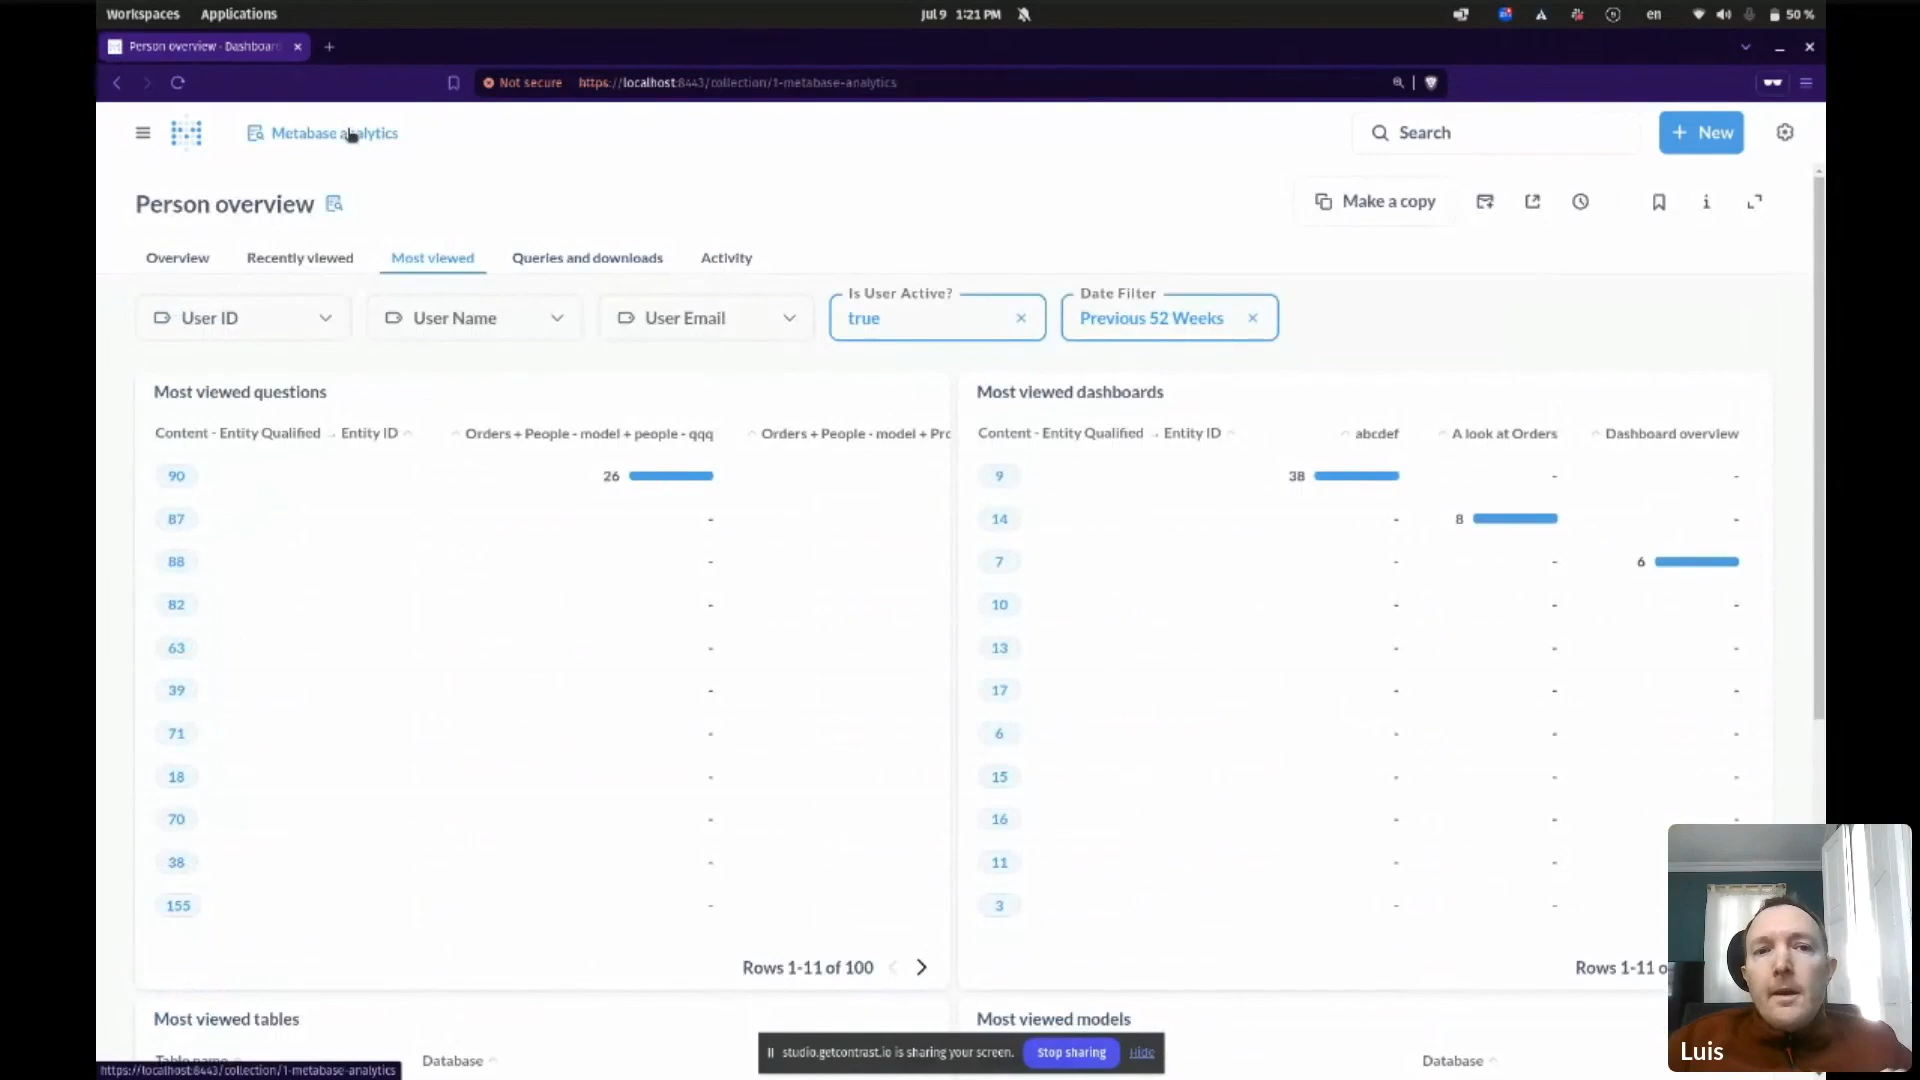 Workspaces Applications Jul 9 1:21 PM en 50 %
Person overview - Dashboard
Not secure https://localhost:8443/collection/1-metabase-analytics
Metabase analytics Search + New
Person overview Make a copy
Overview Recently viewed Most viewed Queries and downloads Activity
Is User Active? Date Filter
User ID User Name User Email true Previous 52 Weeks
Most viewed questions
Content - Entity Qualified → Entity ID Orders + People - model + people - qqq Orders + People - model + Prc
90 26
87 -
88 -
82 -
63 -
39 -
71 -
18 -
70 -
38 -
155 -
Rows 1-11 of 100
Most viewed dashboards
Content - Entity Qualified → Entity ID abcdef A look at Orders Dashboard overview
9 38 - -
14 - 8 -
7 - - 6
10 - - -
13 - - -
17 - - -
6 - - -
15 - - -
16 - - -
11 - -
3 - -
Rows 1-11 o
Most viewed tables
Table name Database
Most viewed models
Database
studio.getcontrast.io is sharing your screen. Stop sharing Hide
https://localhost:8443/collection/1-metabase-analytics
Luis